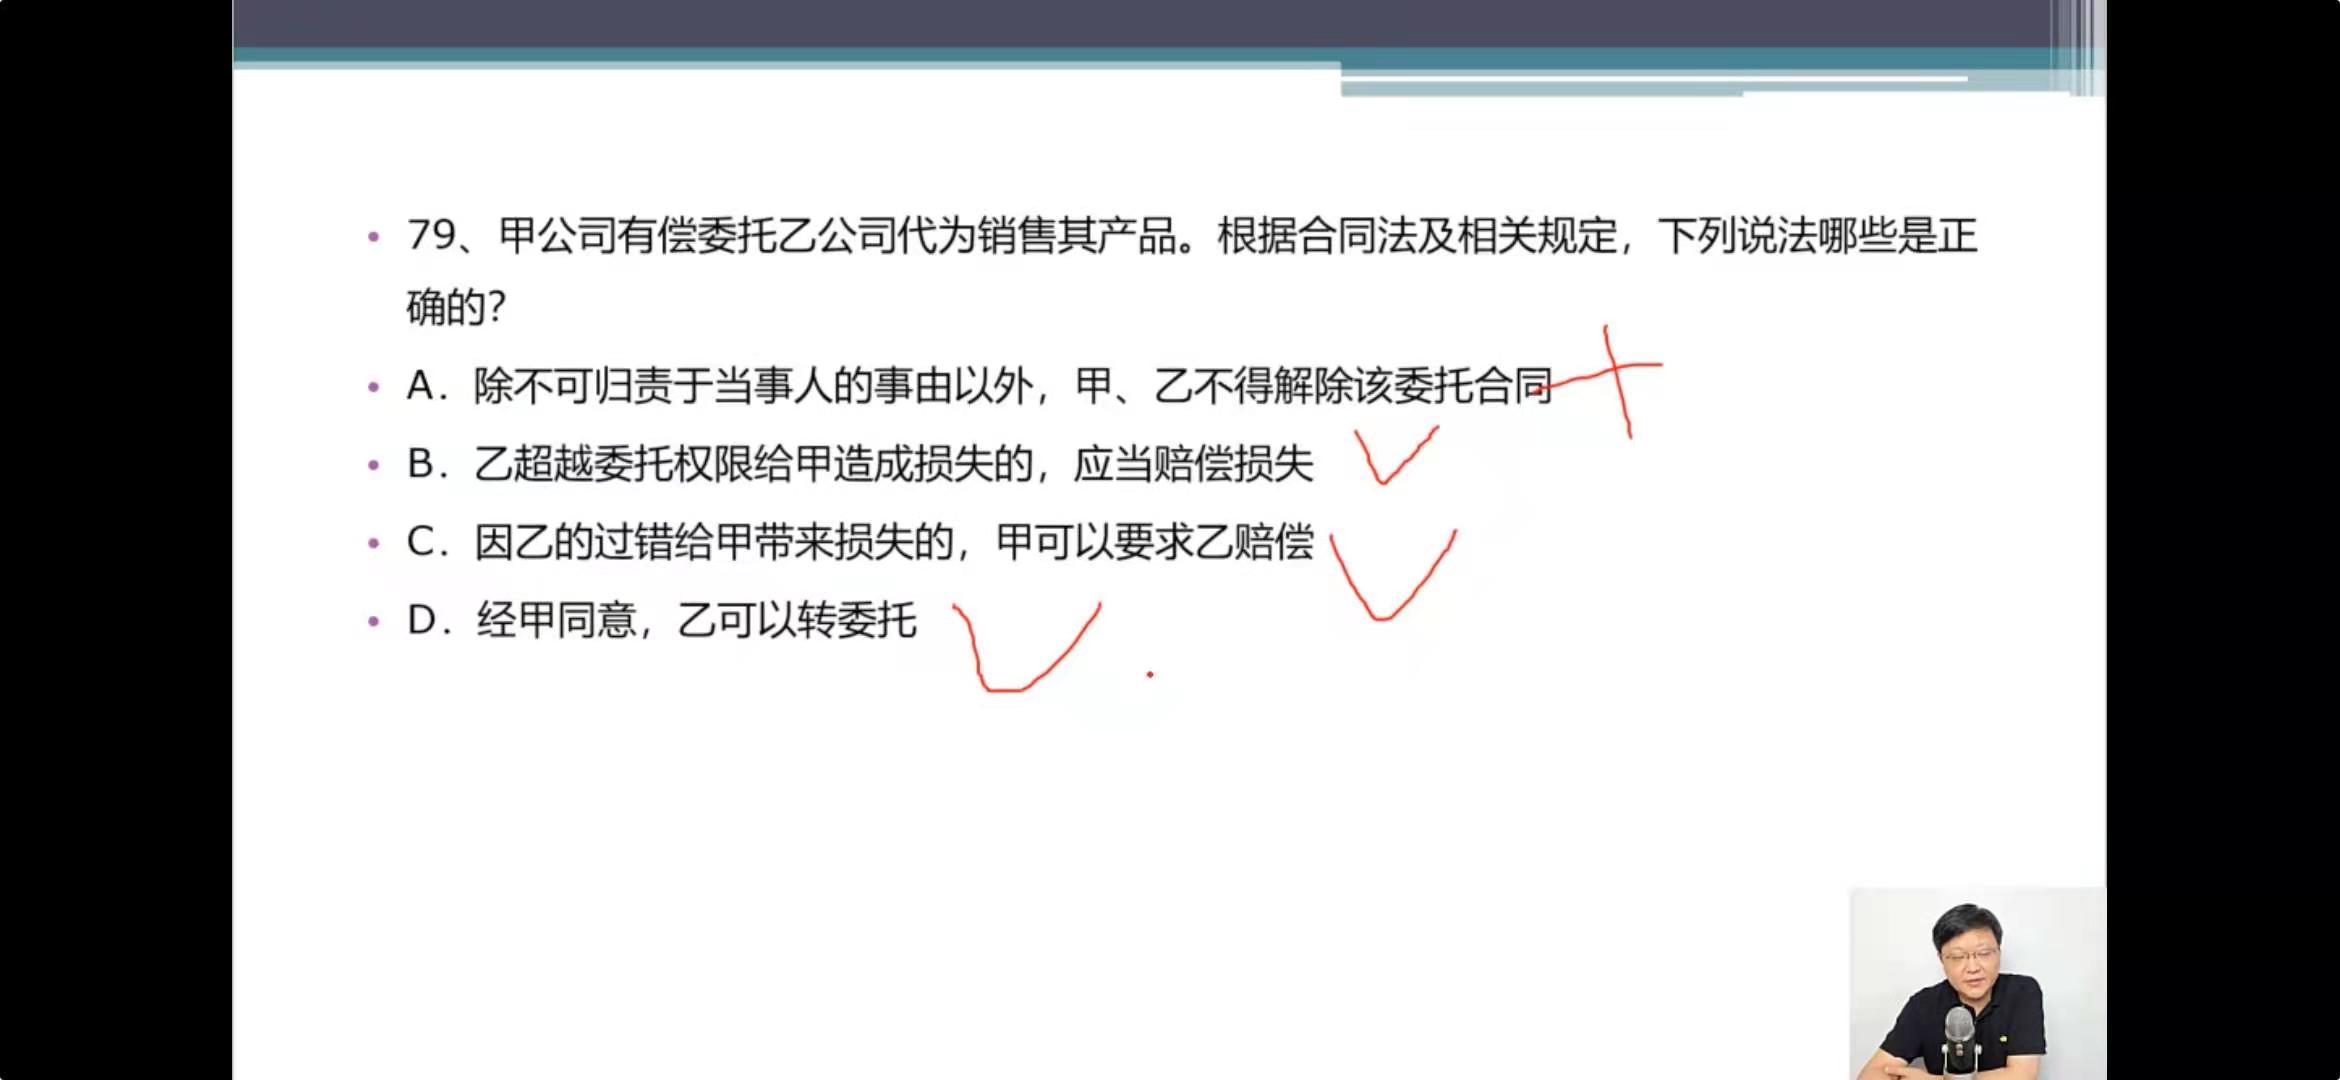 • 79、甲公司有偿委托乙公司代为销售其产品。根据合同法及相关规定，下列说法哪些是正
确的？
• A．除不可归责于当事人的事由以外，甲、乙不得解除该委托合同
• B．乙超越委托权限给甲造成损失的，应当赔偿损失
• C．因乙的过错给甲带来损失的，甲可以要求乙赔偿
• D．经甲同意，乙可以转委托